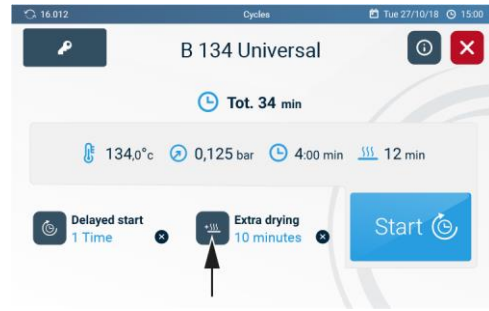 16.012 Cycles Tue 27/10/18 15:00
B 134 Universal
Tot. 34 min
134,0°c 0,125 bar 4:00 min 12 min
Delayed start Extra drying Start
1 Time 10 minutes